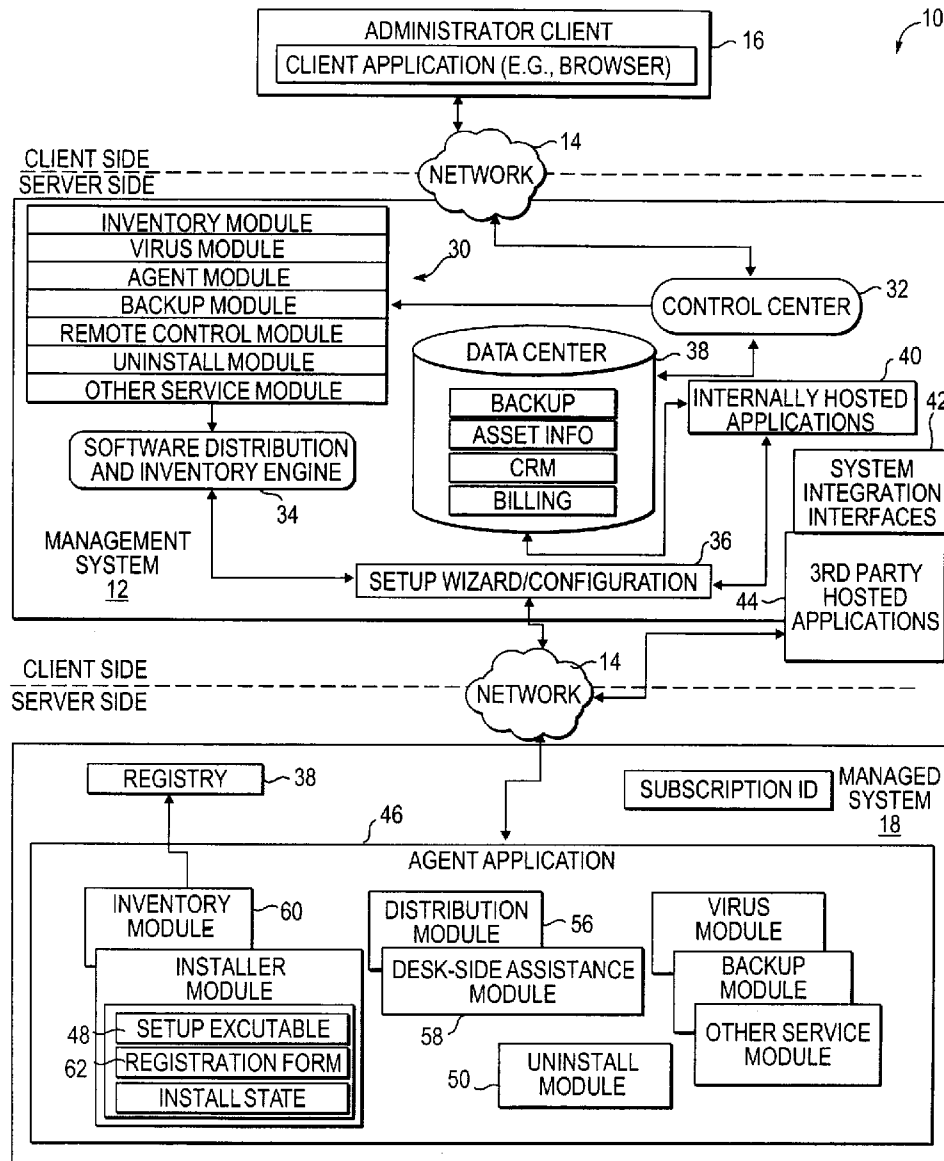 10
ADMINISTRATOR CLIENT
16
CLIENT APPLICATION (E.G., BROWSER)
14
CLIENT SIDE
NETWORK
SERVER SIDE
INVENTORY MODULE
VIRUS MODULE
30
AGENT MODULE
BACKUP MODULE
CONTROL CENTER
32
REMOTE CONTROL MODULE
UNINSTALL MODULE
DATA CENTER
38
40
OTHER SERVICE MODULE
BACKUP
INTERNALLY HOSTED
APPLICATIONS
42
SOFTWARE DISTRIBUTION
AND INVENTORY ENGINE
ASSET INFO
CRM
SYSTEM
INTEGRATION
INTERFACES
34
BILLING
MANAGEMENT
SYSTEM
12
36
SETUP WIZARD/CONFIGURATION
3RD PARTY
HOSTED
APPLICATIONS
44
14
CLIENT SIDE
NETWORK
SERVER SIDE
REGISTRY
38
SUBSCRIPTION ID
MANAGED
SYSTEM
18
46
AGENT APPLICATION
INVENTORY
MODULE
60
DISTRIBUTION
MODULE
56
VIRUS
MODULE
INSTALLER
MODULE
DESK-SIDE ASSISTANCE
MODULE
BACKUP
MODULE
48
SETUP EXCUTABLE
58
OTHER SERVICE
MODULE
62
REGISTRATION FORM
50
UNINSTALL
MODULE
INSTALL STATE